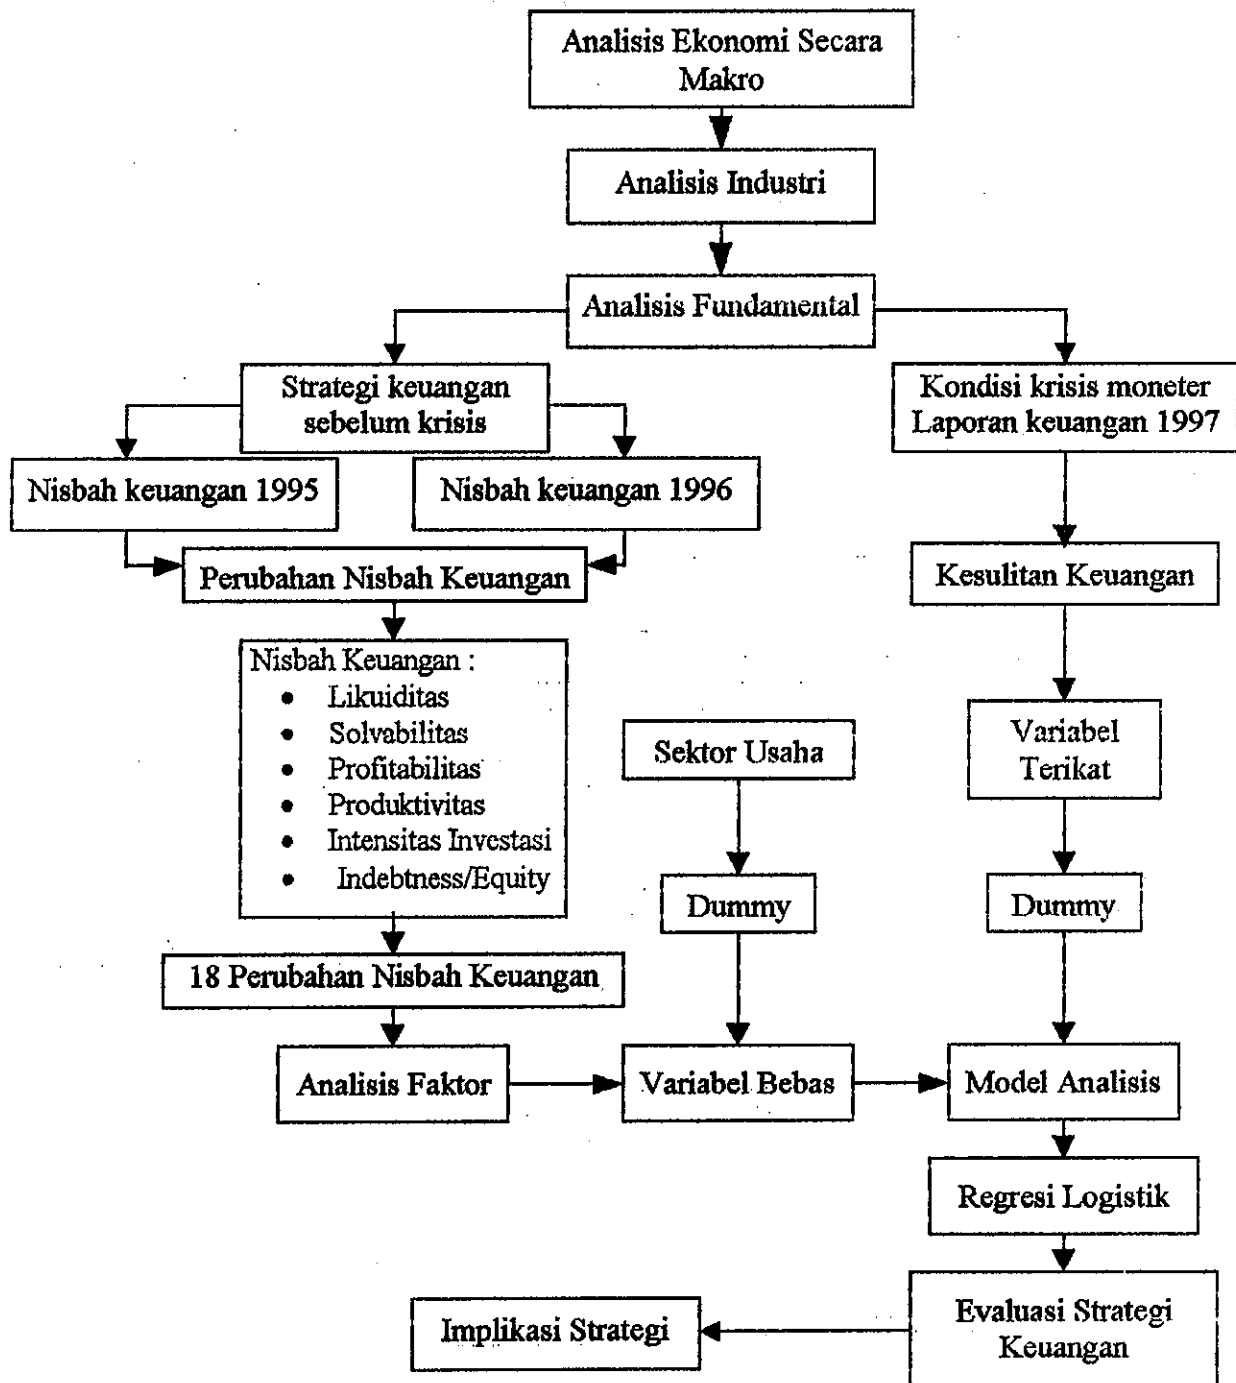 Analisis Ekonomi Secara
Makro
Analisis Industri
Analisis Fundamental
Strategi keuangan
sebelum krisis
Kondisi krisis moneter
Laporan keuangan 1997
Nisbah keuangan 1995
Nisbah keuangan 1996
Perubahan Nisbah Keuangan
Kesulitan Keuangan
Nisbah Keuangan :
• Likuiditas
• Solvabilitas
• Profitabilitas
• Produktivitas
• Intensitas Investasi
• Indebtness/Equity
Sektor Usaha
Variabel
Terikat
Dummy
Dummy
18 Perubahan Nisbah Keuangan
Analisis Faktor
Variabel Bebas
Model Analisis
Regresi Logistik
Evaluasi Strategi
Keuangan
Implikasi Strategi